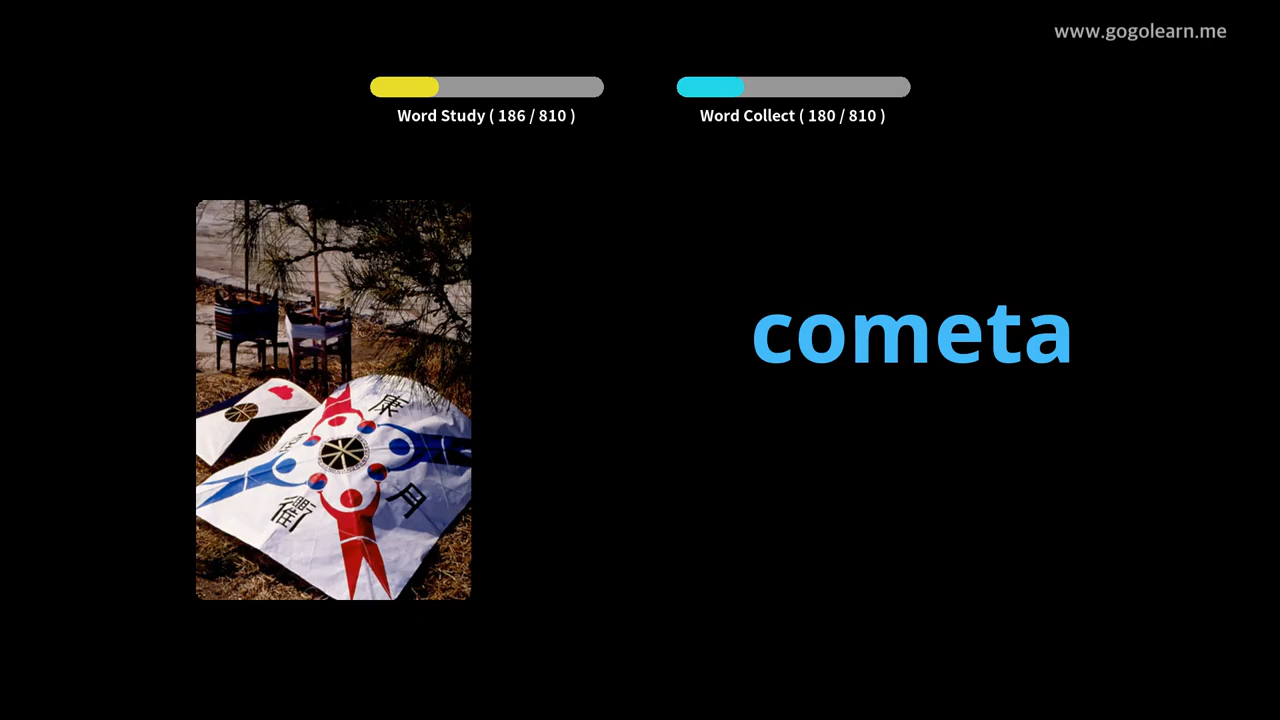 www.gogolearn.me
Word Study ( 186 / 810 )
Word Collect ( 180 / 810 )
cometa
康
月
衛